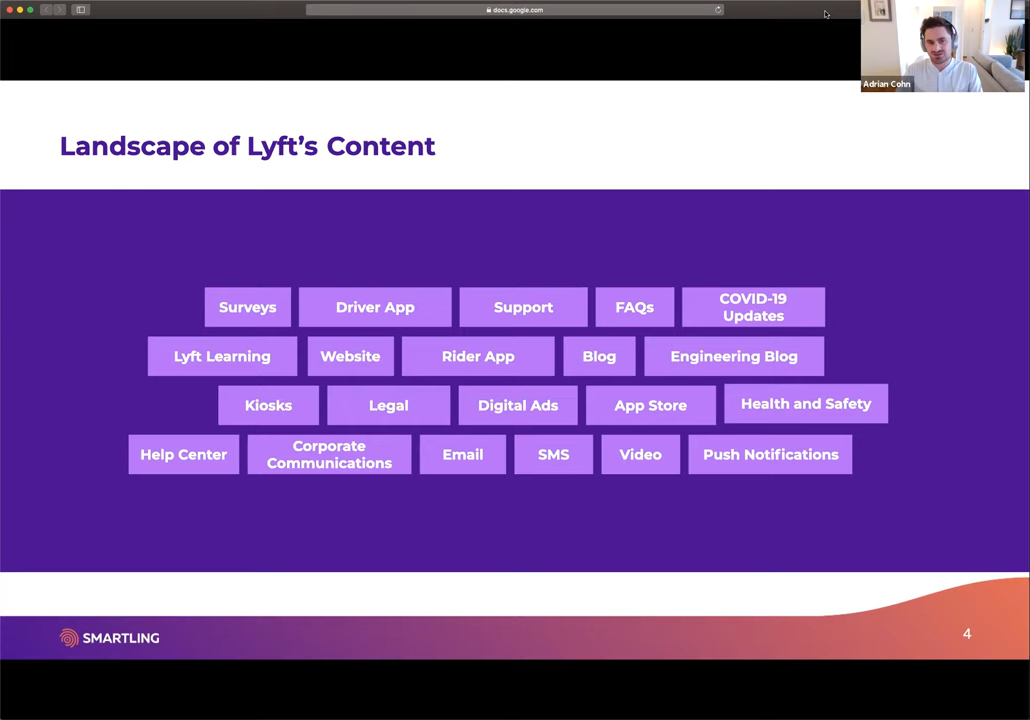 docs.google.com
Adrian Cohn
Landscape of Lyft’s Content
Surveys
Driver App
Support
FAQs
COVID-19
Updates
Lyft Learning
Website
Rider App
Blog
Engineering Blog
Kiosks
Legal
Digital Ads
App Store
Health and Safety
Help Center
Corporate
Communications
Email
SMS
Video
Push Notifications
SMARTLING
4